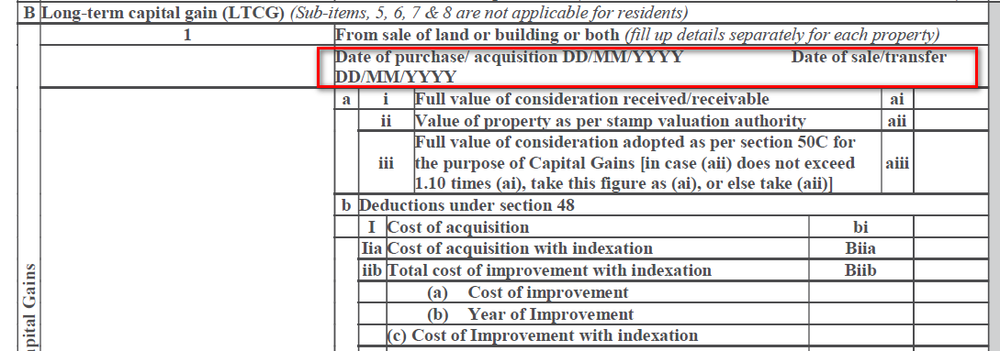 B Long-term capital gain (LTCG) (Sub-items, 5, 6, 7 & 8 are not applicable for residents)
1 From sale of land or building or both (fill up details separately for each property)
Date of purchase/ acquisition DD/MM/YYYY Date of sale/transfer
DD/MM/YYYY
a i Full value of consideration received/receivable ai
ii Value of property as per stamp valuation authority aii
Full value of consideration adopted as per section 50C for
iii the purpose of Capital Gains [in case (aii) does not exceed aiii
1.10 times (ai), take this figure as (ai), or else take (aii)]
b Deductions under section 48
I Cost of acquisition bi
Iia Cost of acquisition with indexation Biia
iib Total cost of improvement with indexation Biib
(a) Cost of improvement
(b) Year of Improvement
(c) Cost of Improvement with indexation
pital Gains